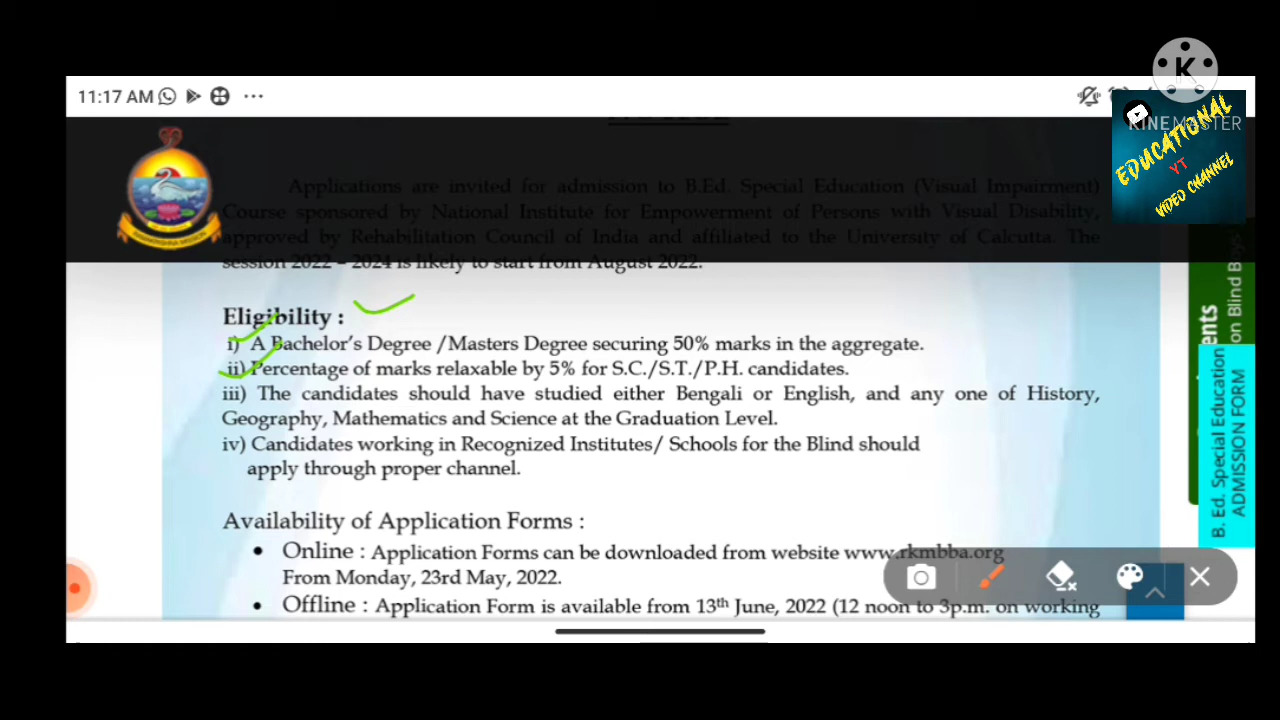 11:17 AM
K
KINEMASTER
EDUCATIONAL
YT
VIDEO CHANNEL
Applications are invited for admission to B.Ed. Special Education (Visual Impairment)
Course sponsored by National Institute for Empowerment of Persons with Visual Disability,
approved by Rehabilitation Council of India and affiliated to the University of Calcutta. The
session 2022 – 2024 is likely to start from August 2022.
Eligibility :
i) A Bachelor's Degree /Masters Degree securing 50% marks in the aggregate.
ii) Percentage of marks relaxable by 5% for S.C./S.T./P.H. candidates.
iii) The candidates should have studied either Bengali or English, and any one of History,
Geography, Mathematics and Science at the Graduation Level.
iv) Candidates working in Recognized Institutes/ Schools for the Blind should
apply through proper channel.
Availability of Application Forms :
• Online : Application Forms can be downloaded from website www.rkmbba.org
From Monday, 23rd May, 2022.
• Offline : Application Form is available from 13th June, 2022 (12 noon to 3p.m. on working
on Blind Boys
B. Ed. Special Education
ADMISSION FORM